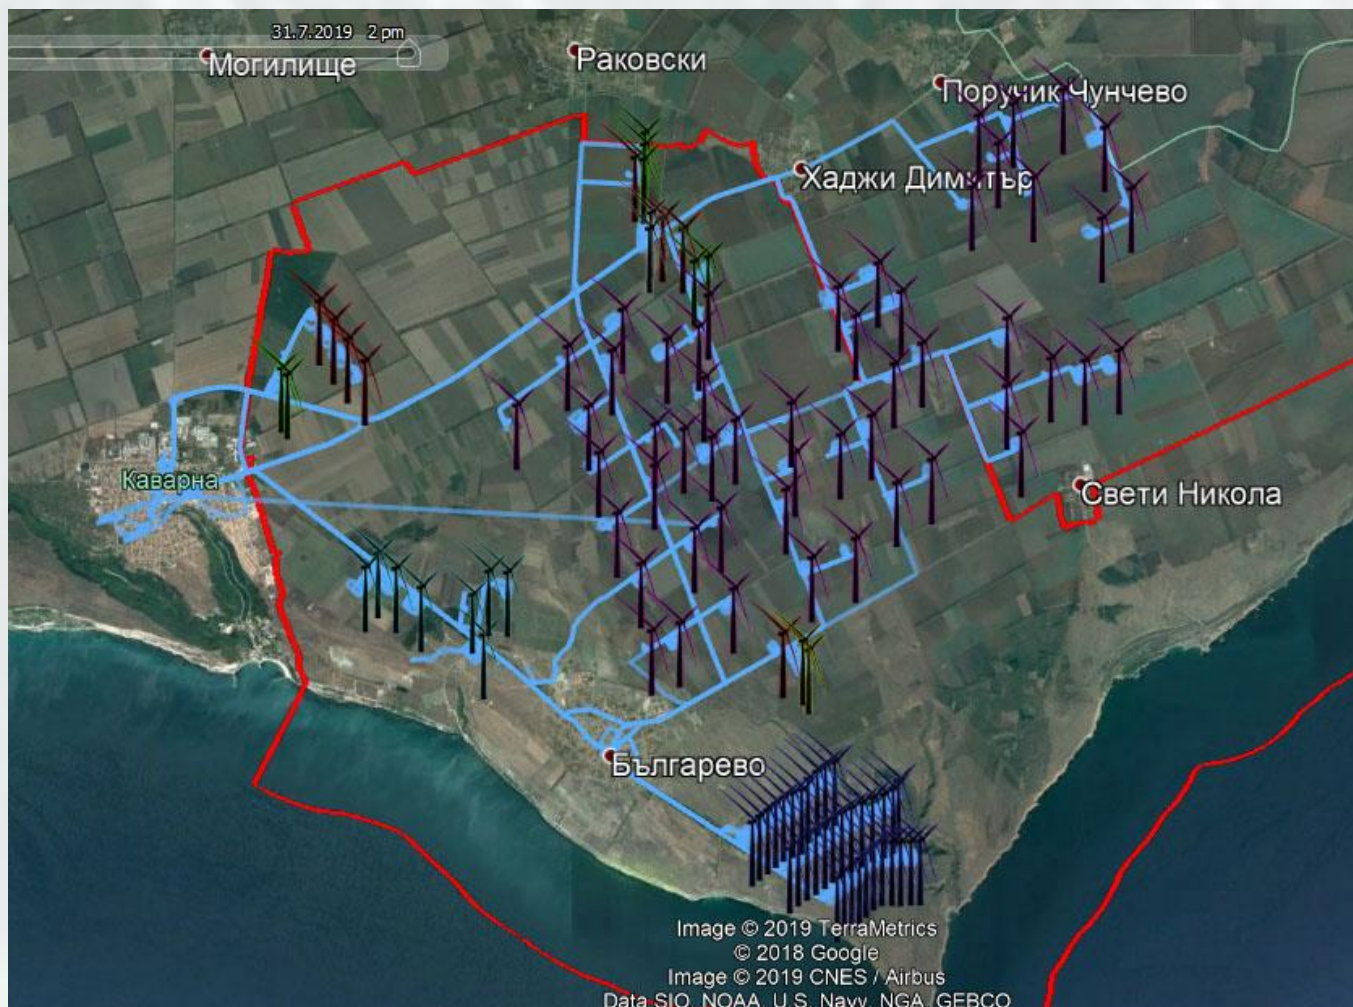 31.7.2019 2 pm
Могилище
Раковски
Поручик Чунчево
Хаджи Димитър
Каварна
Свети Никола
Българево
Image © 2019 TerraMetrics
© 2018 Google
Image © 2019 CNES / Airbus
Data SIO, NOAA, U.S. Navy, NGA, GEBCO